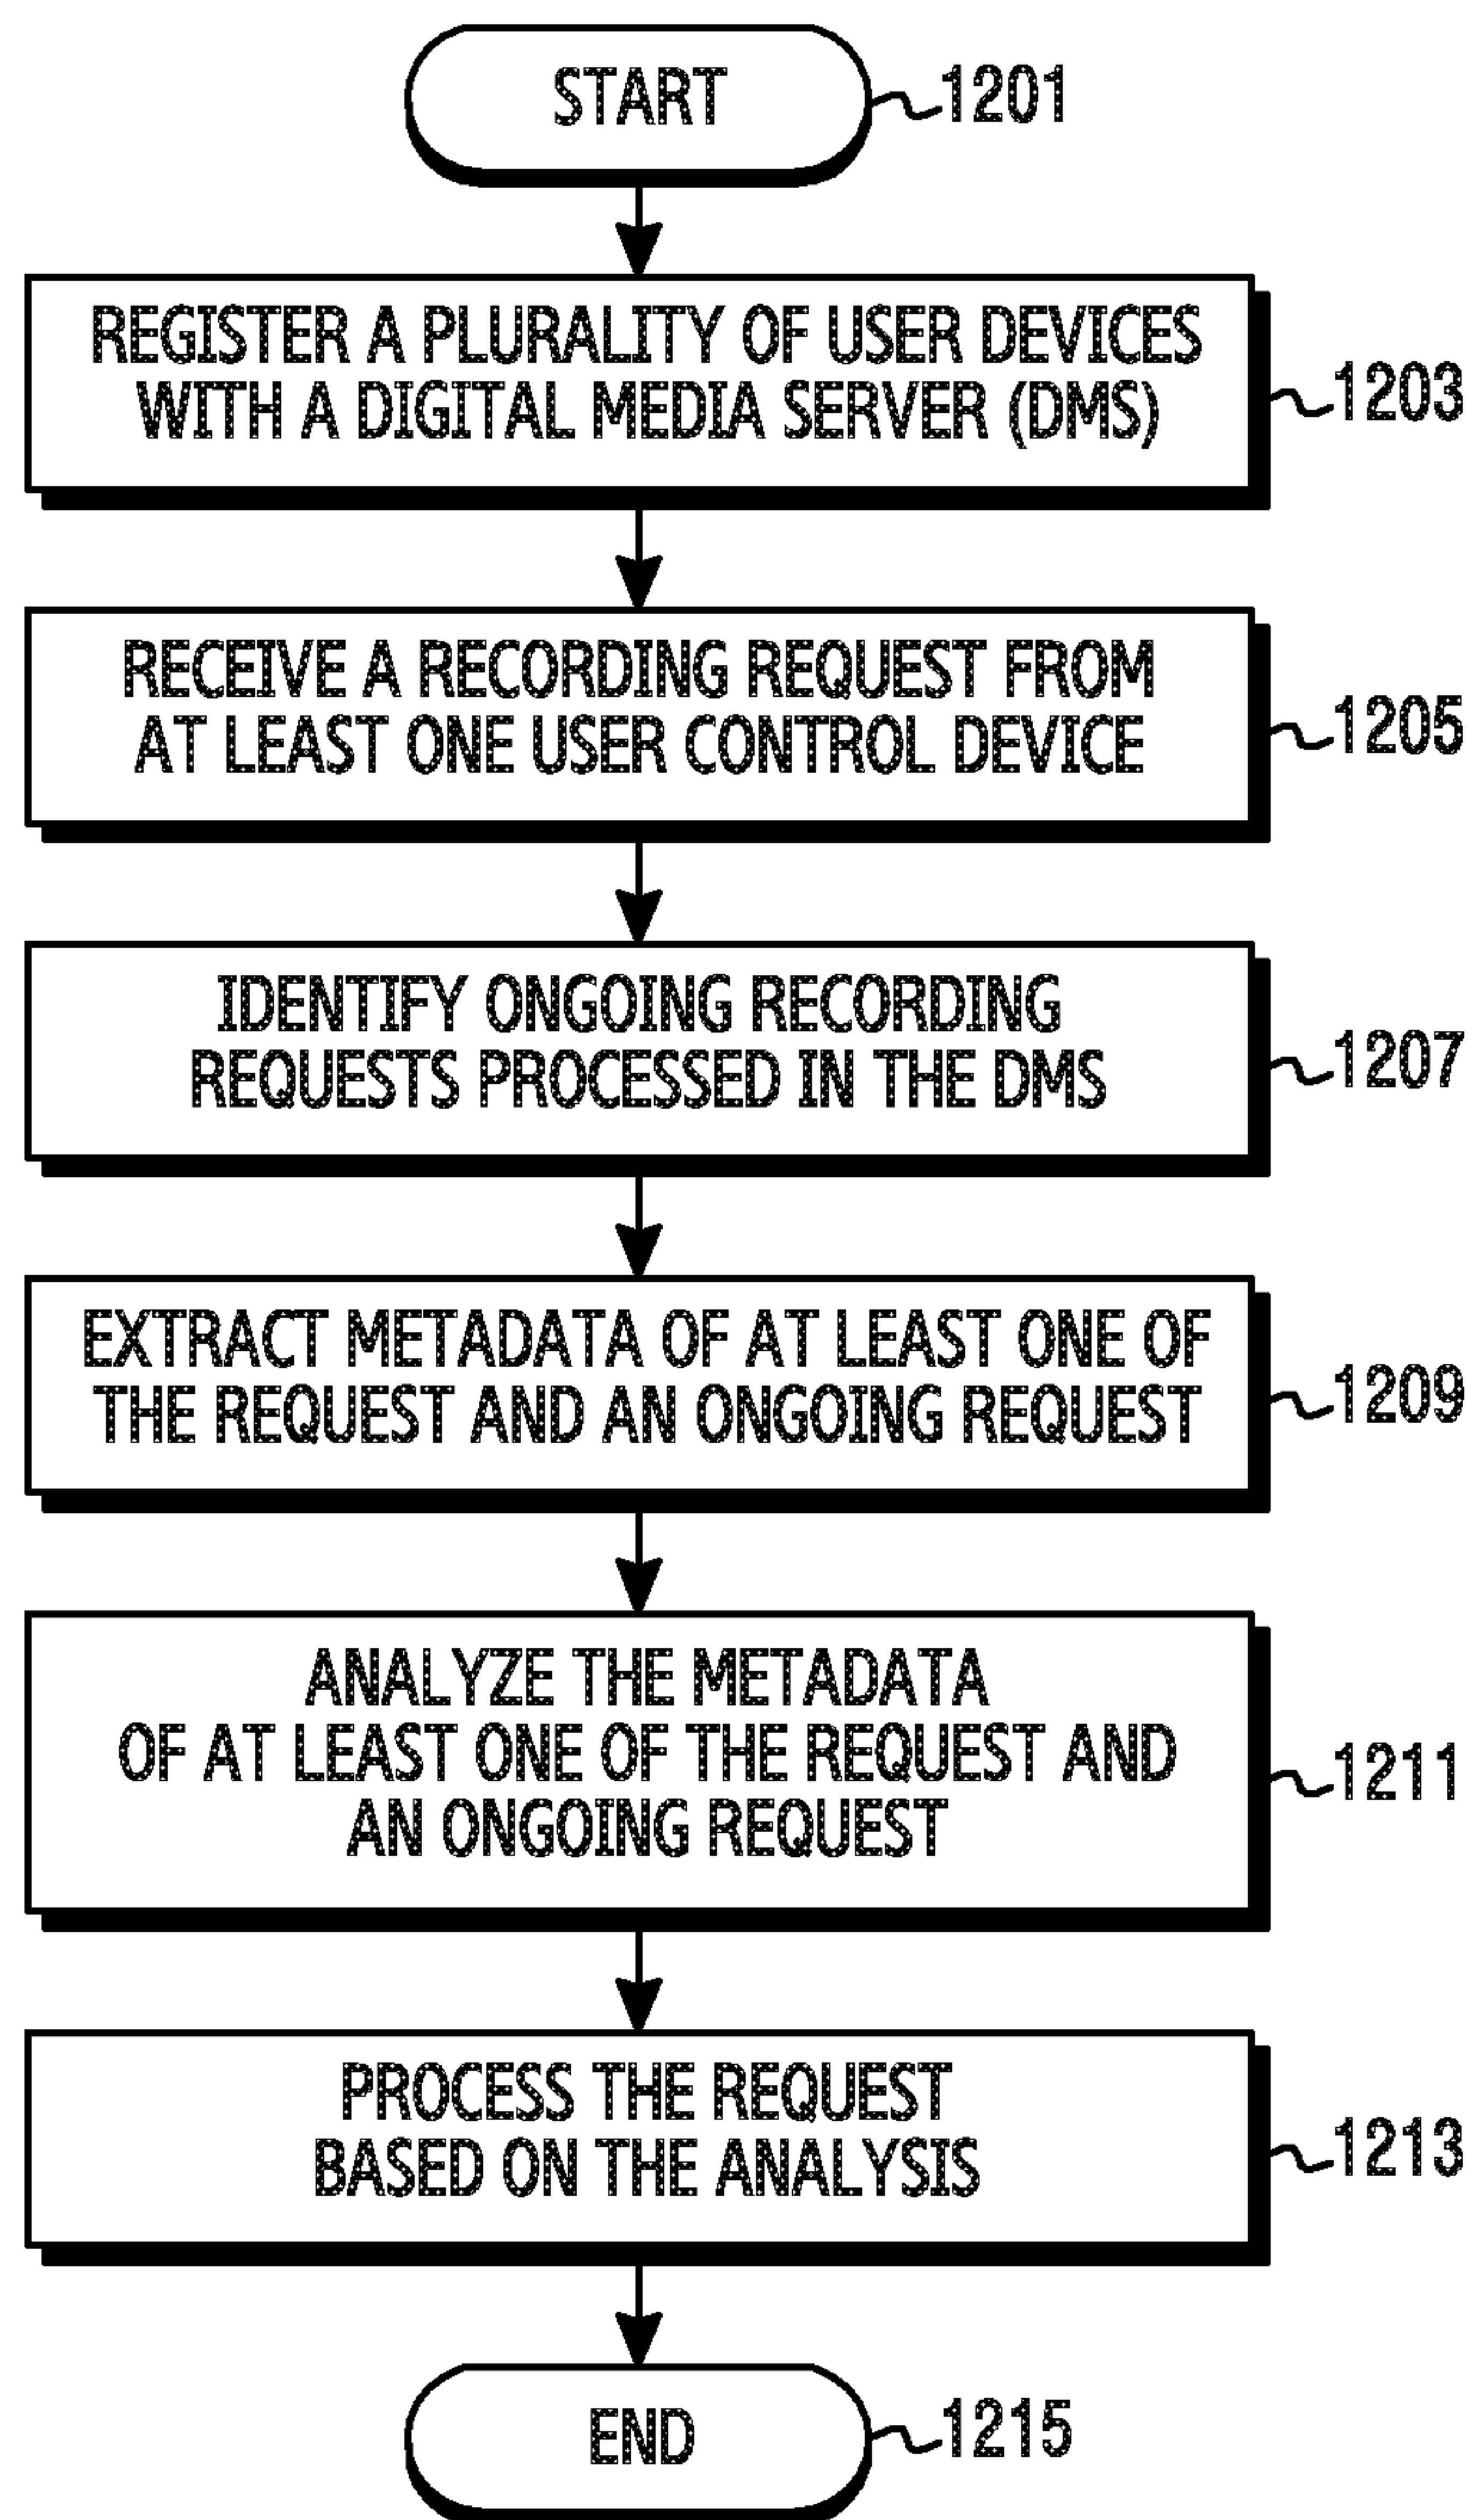 START
1201
REGISTER A PLURALITY OF USER DEVICES
WITH A DIGITAL MEDIA SERVER (DMS)
1203
RECEIVE A RECORDING REQUEST FROM
AT LEAST ONE USER CONTROL DEVICE
1205
IDENTIFY ONGOING RECORDING
REQUESTS PROCESSED IN THE DMS
1207
EXTRACT METADATA OF AT LEAST ONE OF
THE REQUEST AND AN ONGOING REQUEST
1209
ANALYZE THE METADATA
OF AT LEAST ONE OF THE REQUEST AND
AN ONGOING REQUEST
1211
PROCESS THE REQUEST
BASED ON THE ANALYSIS
1213
END
1215